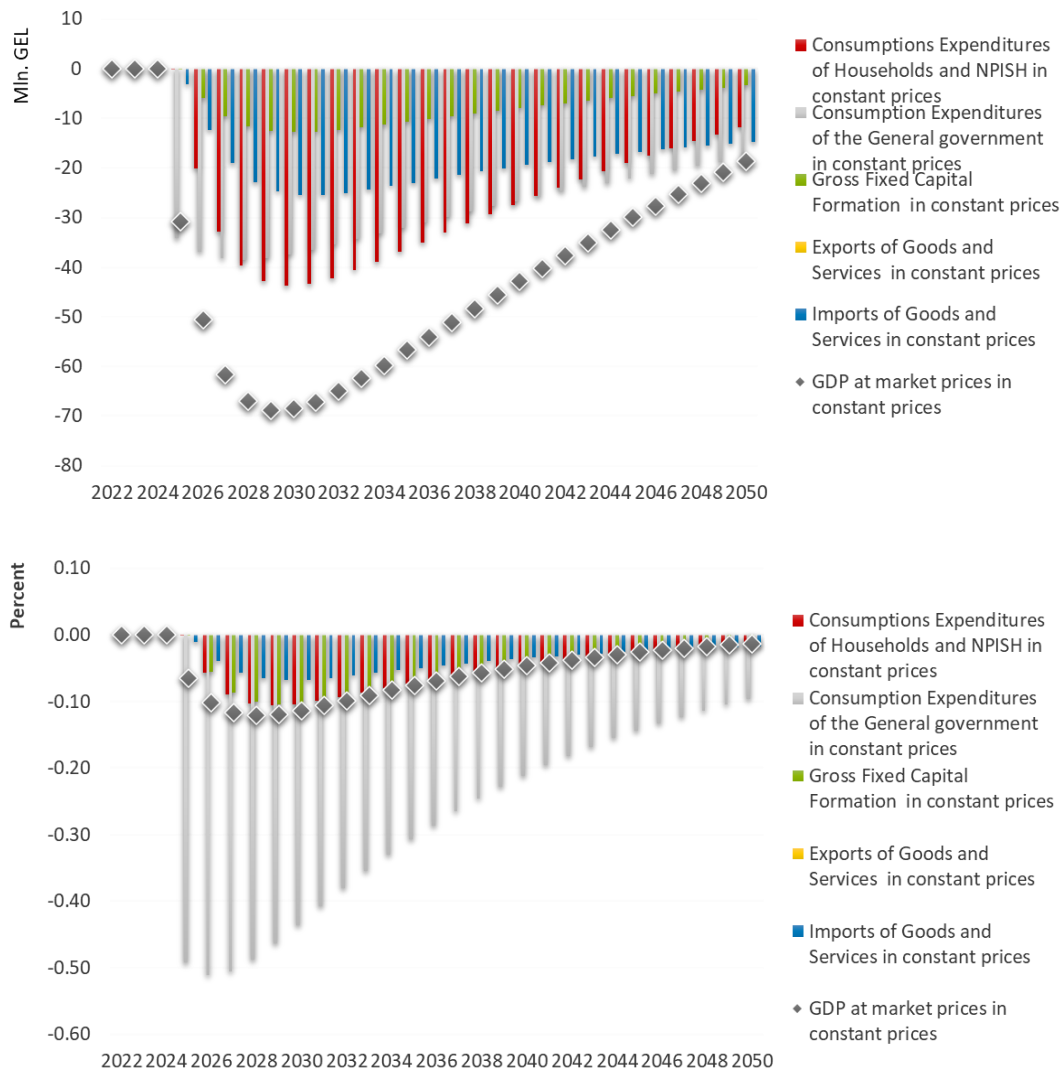 Mln. GEL
10
0
-10
-20
-30
-40
-50
-60
-70
-80
2022 2024 2026 2028 2030 2032 2034 2036 2038 2040 2042 2044 2046 2048 2050
Consumptions Expenditures
of Households and NPISH in
constant prices
Consumption Expenditures
of the General government
in constant prices
Gross Fixed Capital
Formation in constant prices
Exports of Goods and
Services in constant prices
Imports of Goods and
Services in constant prices
GDP at market prices in
constant prices
Percent
0.10
0.00
-0.10
-0.20
-0.30
-0.40
-0.50
-0.60
2022 2024 2026 2028 2030 2032 2034 2036 2038 2040 2042 2044 2046 2048 2050
Consumptions Expenditures
of Households and NPISH in
constant prices
Consumption Expenditures
of the General government
in constant prices
Gross Fixed Capital
Formation in constant prices
Exports of Goods and
Services in constant prices
Imports of Goods and
Services in constant prices
GDP at market prices in
constant prices